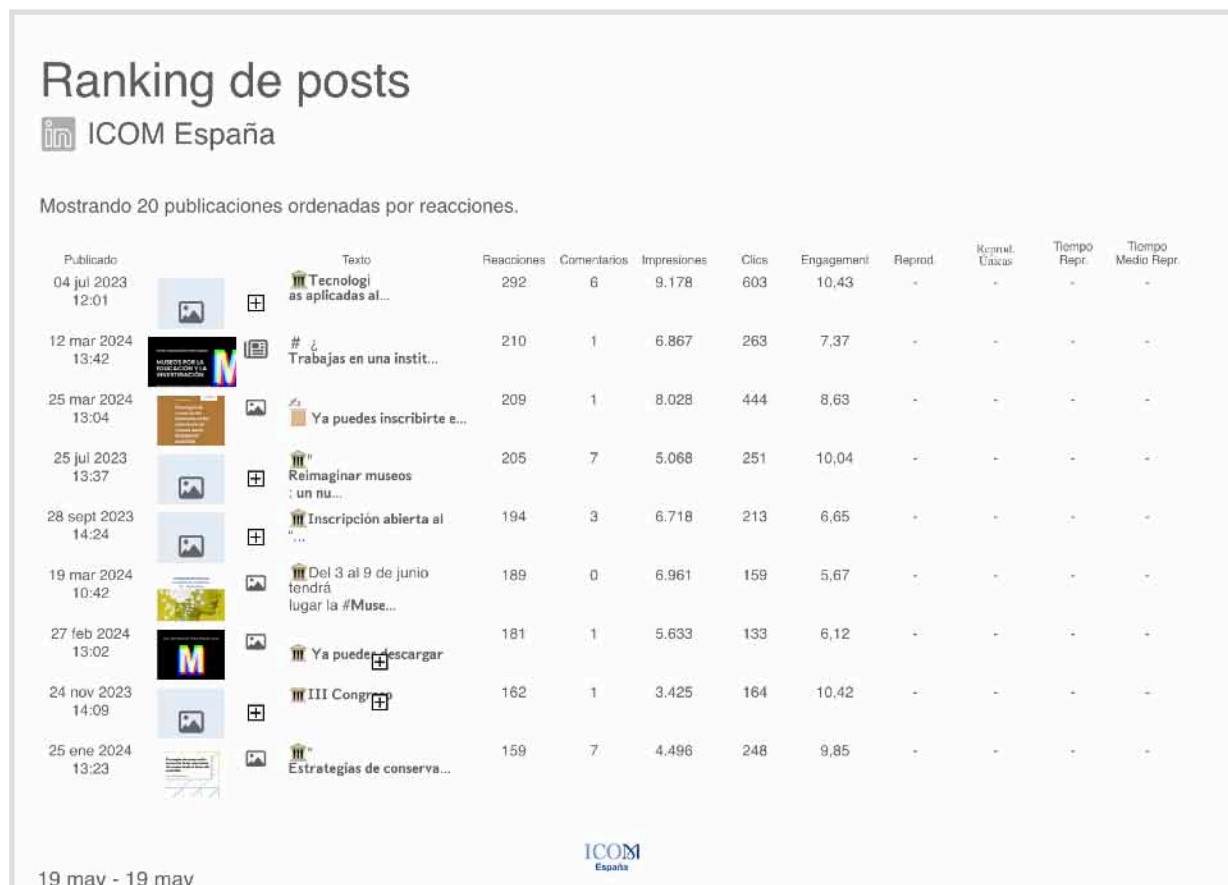 Ranking de posts
in ICOM España
Mostrando 20 publicaciones ordenadas por reacciones.
Publicado Texto Reacciones Comentarios Impresiones Clics Engagement Reprod. Reprod. Únicas Tiempo Repr. Tiempo Medio Repr.
04 jul 2023 12:01 🏛️Tecnologi as aplicadas al... 292 6 9.178 603 10,43 - - - -
12 mar 2024 13:42 MUSEOS POR LA EDUCACIÓN Y LA INVESTIGACIÓN M # ¿ Trabajas en una instit... 210 1 6.867 263 7,37 - - - -
25 mar 2024 13:04 ✍ Ya puedes inscribirte e... 209 1 8.028 444 8,63 - - - -
25 jul 2023 13:37 🏛️" Reimaginar museos : un nu... 205 7 5.068 251 10,04 - - - -
28 sept 2023 14:24 🏛️Inscripción abierta al "... 194 3 6.718 213 6,65 - - - -
19 mar 2024 10:42 🏛️Del 3 al 9 de junio tendrá lugar la #Muse... 189 0 6.961 159 5,67 - - - -
27 feb 2024 13:02 M 🏛️ Ya puedes descargar 181 1 5.633 133 6,12 - - - -
24 nov 2023 14:09 🏛️III Congreso 162 1 3.425 164 10,42 - - - -
25 ene 2024 13:23 🏛️" Estrategias de conserva... 159 7 4.496 248 9,85 - - - -
ICOM
España
19 may - 19 may